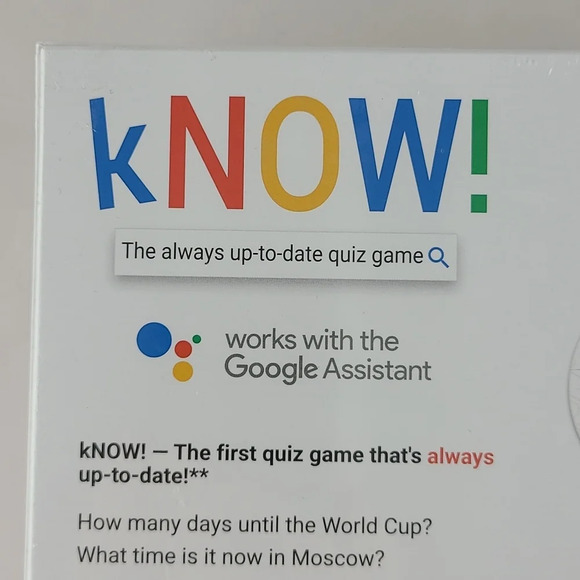 kNOW!
The always up-to-date quiz game
works with the
Google Assistant
kNOW! – The first quiz game that's always
up-to-date!**
How many days until the World Cup?
What time is it now in Moscow?